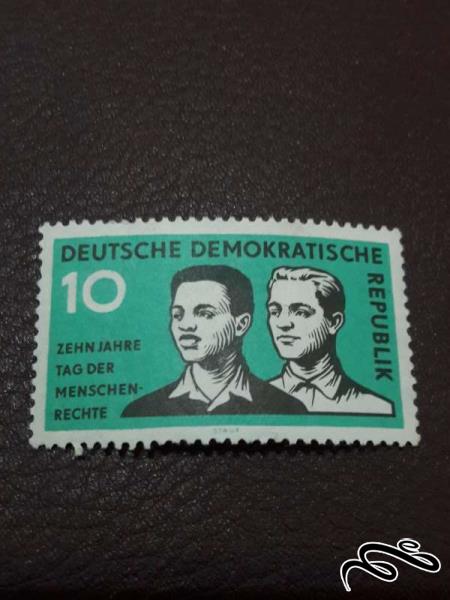 DEUTSCHE DEMOKRATISCHE
REPUBLIK
10
ZEHN JAHRE
TAG DER
MENSCHEN-
RECHTE